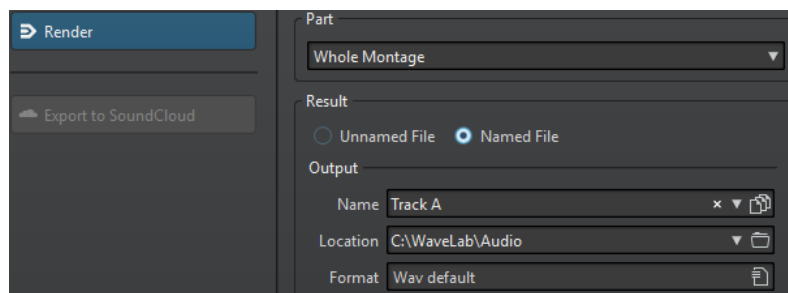 Render
Export to SoundCloud
Part
Whole Montage
Result
Unnamed File Named File
Output
Name Track A
Location C:\WaveLab\Audio
Format Wav default